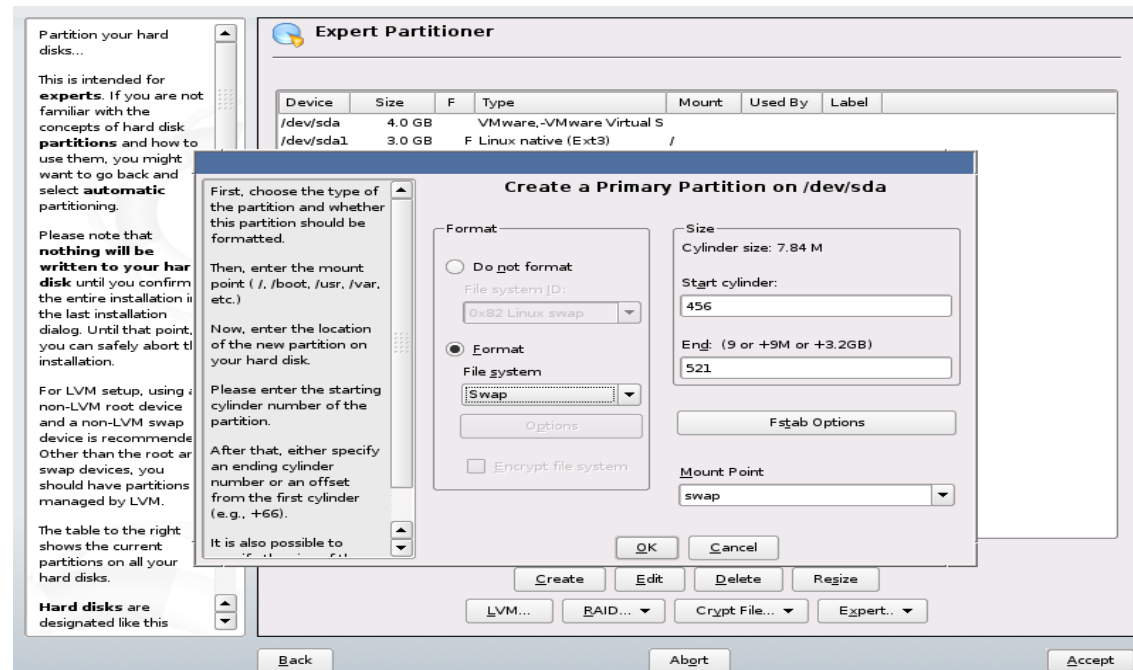 Partition your hard
disks...
This is intended for
experts. If you are not
familiar with the
concepts of hard disk
partitions and how to
use them, you might
want to go back and
select automatic
partitioning.
Please note that
nothing will be
written to your har
disk until you confirm
the entire installation i
the last installation
dialog. Until that point,
you can safely abort t
installation.
For LVM setup, using
non-LVM root device
and a non-LVM swap
device is recommende
Other than the root ar
swap devices, you
should have partitions
managed by LVM.
The table to the right
shows the current
partitions on all your
hard disks.
Hard disks are
designated like this
Expert Partitioner
Device Size F Type Mount Used By Label
/dev/sda 4.0 GB VMware,-VMware Virtual S
/dev/sda1 3.0 GB F Linux native (Ext3) /
First, choose the type of
the partition and whether
this partition should be
formatted.
Then, enter the mount
point ( /, /boot, /usr, /var,
etc.)
Now, enter the location
of the new partition on
your hard disk.
Please enter the starting
cylinder number of the
partition.
After that, either specify
an ending cylinder
number or an offset
from the first cylinder
(e.g., +66).
It is also possible to
Create a Primary Partition on /dev/sda
Format
Do not format
File system ID:
0x82 Linux swap
Format
File system
Swap
Options
Encrypt file system
Size
Cylinder size: 7.84 M
Start cylinder:
456
End: (9 or +9M or +3.2GB)
521
Fstab Options
Mount Point
swap
OK Cancel
Create Edit Delete Resize
LVM... RAID... Crypt File... Expert..
Back Abort Accept